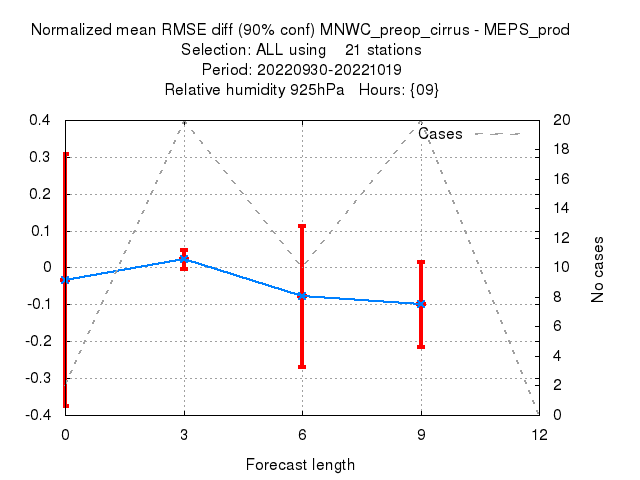 Normalized mean RMSE diff (90% conf) MNWC_preop_cirrus - MEPS_prod
Selection: ALL using    21 stations
Period: 20220930-20221019
Relative humidity 925hPa   Hours: {09}
Cases
0.4
0.3
0.2
0.1
0
-0.1
-0.2
-0.3
-0.4
20
18
16
14
12
10
8
6
4
2
0
No cases
0 3 6 9 12
Forecast length